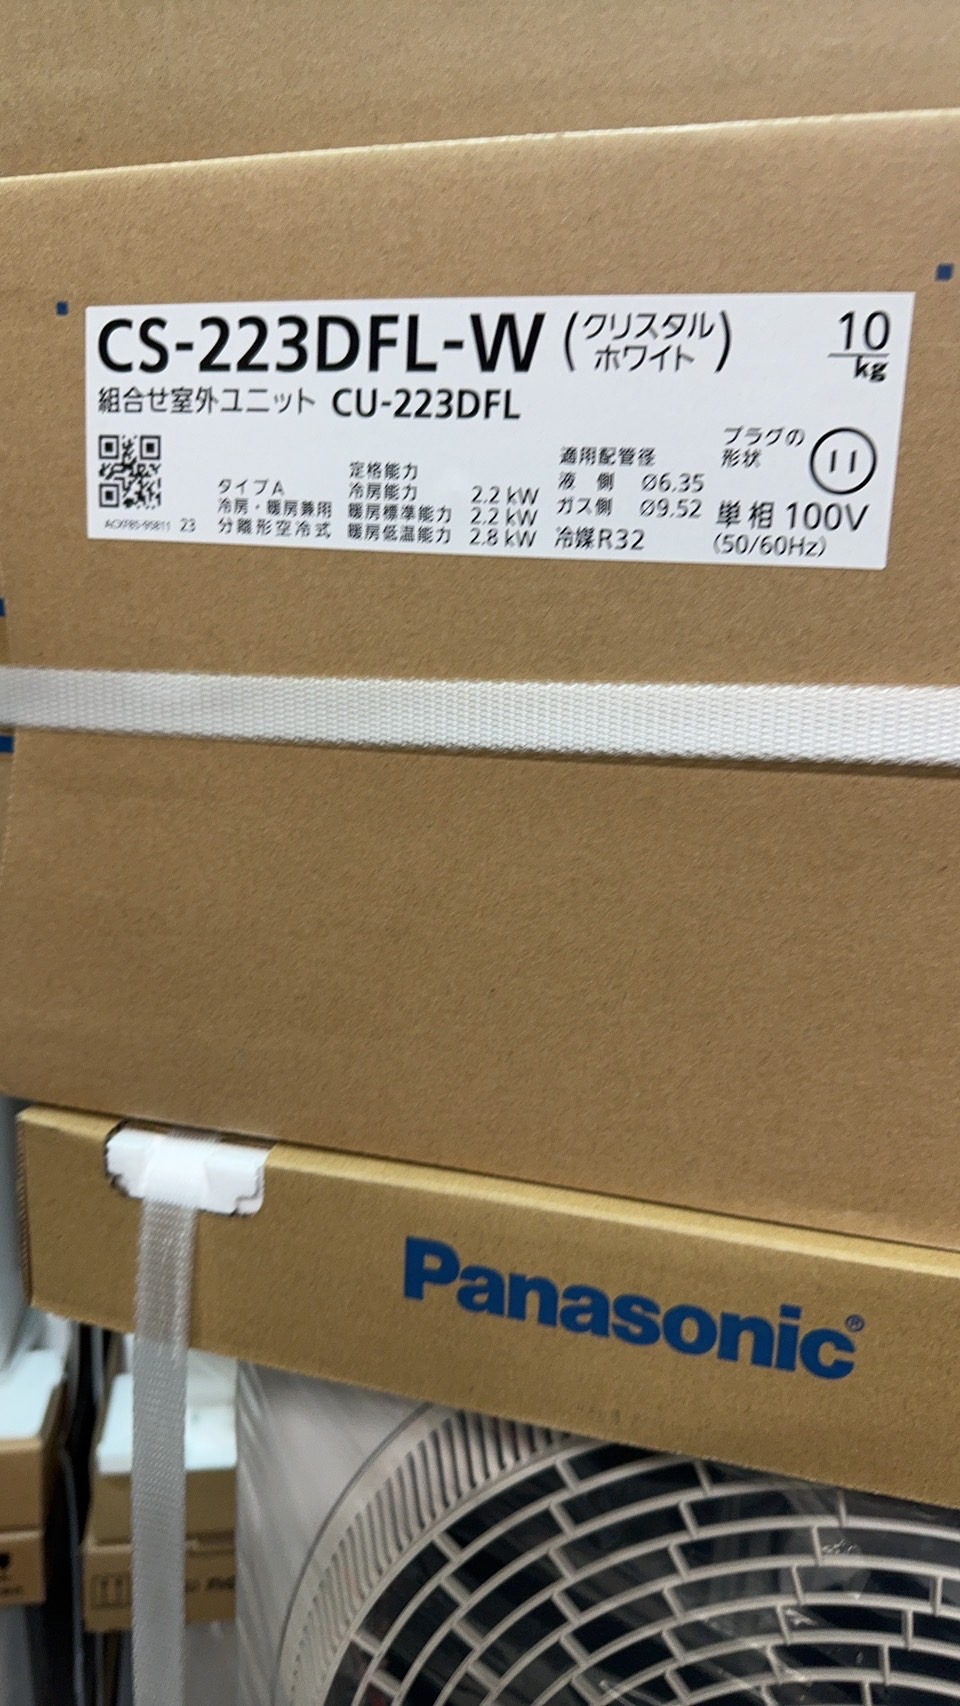 CS-223DFL-W (クリスタルホワイト)
10 kg
組合せ室外ユニット CU-223DFL
タイプA
冷房・暖房兼用
分離形空冷式
定格能力
冷房能力 2.2 kW
暖房標準能力 2.2 kW
暖房低温能力 2.8 kW
適用配管径
液 側 Ø6.35
ガス側 Ø9.52
冷媒R32
プラグの
形状
単相 100V
(50/60Hz)
23
Panasonic®